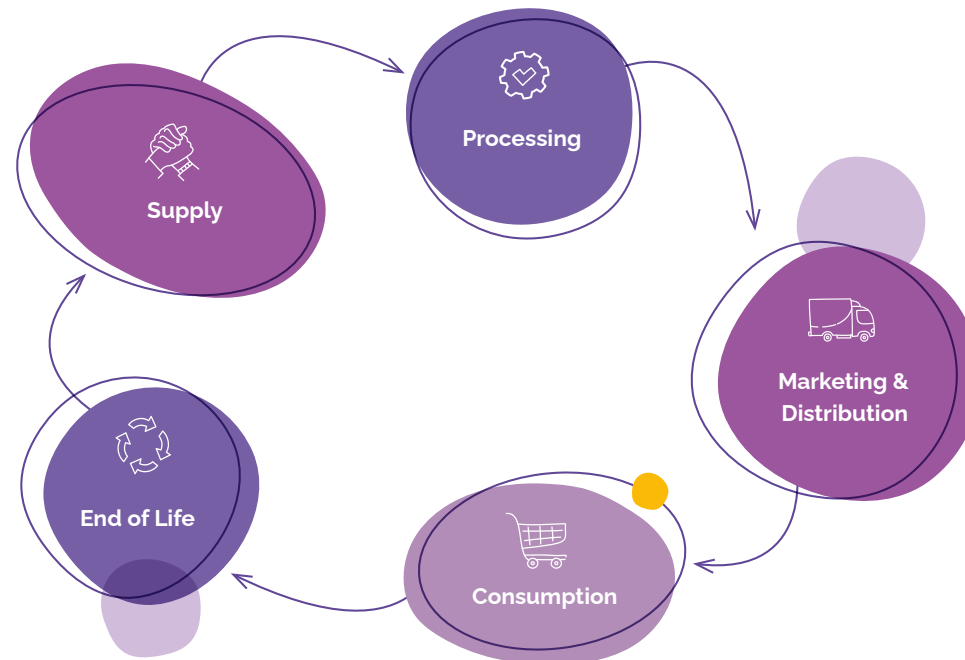 Processing
Supply
Marketing &
Distribution
End of Life
Consumption